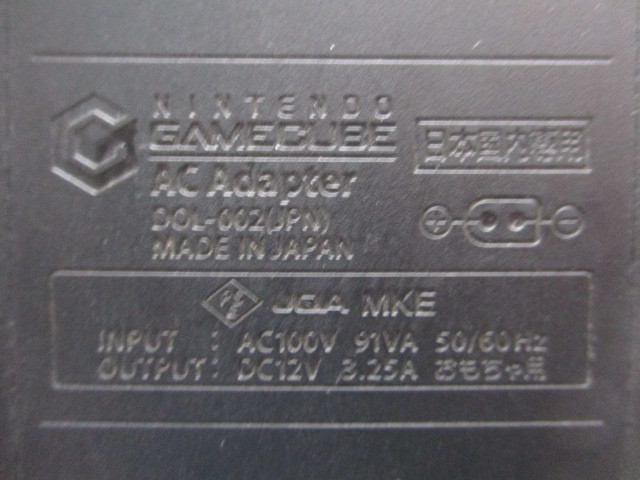 NINTENDO
GAMECUBE
日本国内専用
AC Adapter
DOL-002(JPN)
MADE IN JAPAN
JQA MKE
INPUT : AC100V 91VA 50/60Hz
OUTPUT : DC12V 3.25A おもちゃ用